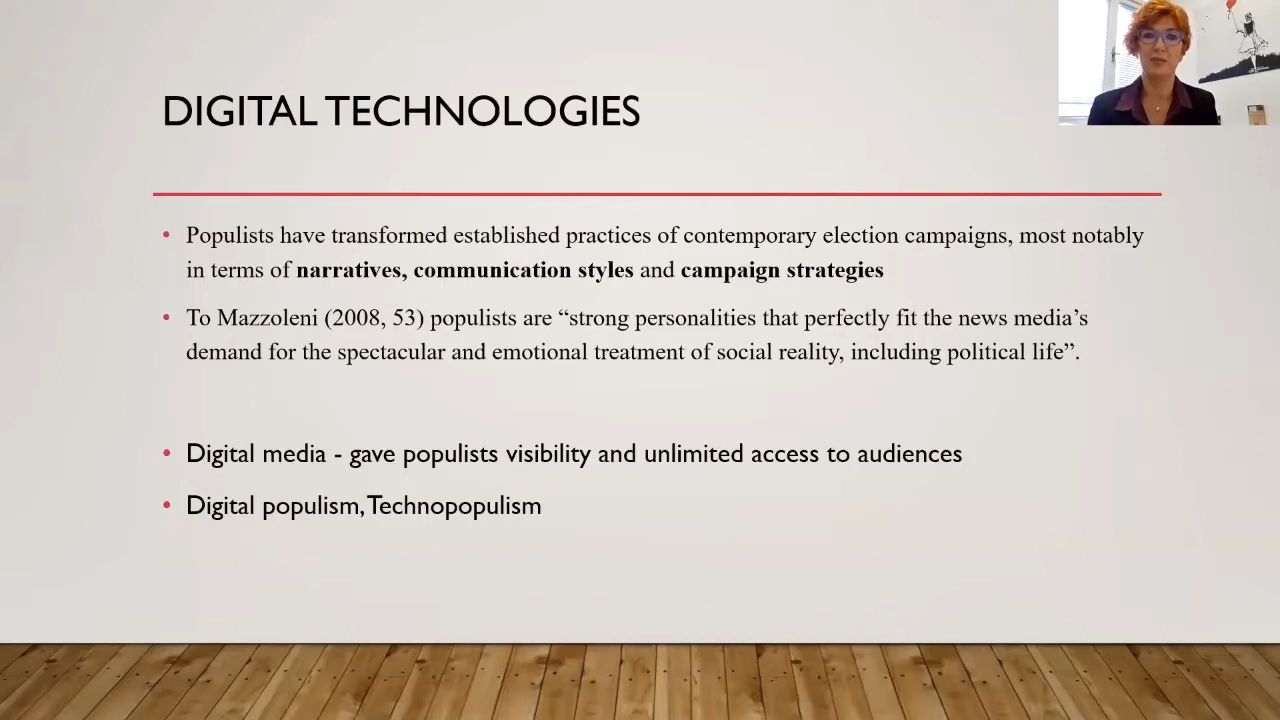 DIGITAL TECHNOLOGIES
Populists have transformed established practices of contemporary election campaigns, most notably
in terms of narratives, communication styles and campaign strategies
To Mazzoleni (2008, 53) populists are “strong personalities that perfectly fit the news media’s
demand for the spectacular and emotional treatment of social reality, including political life”.
Digital media - gave populists visibility and unlimited access to audiences
Digital populism, Technopopulism